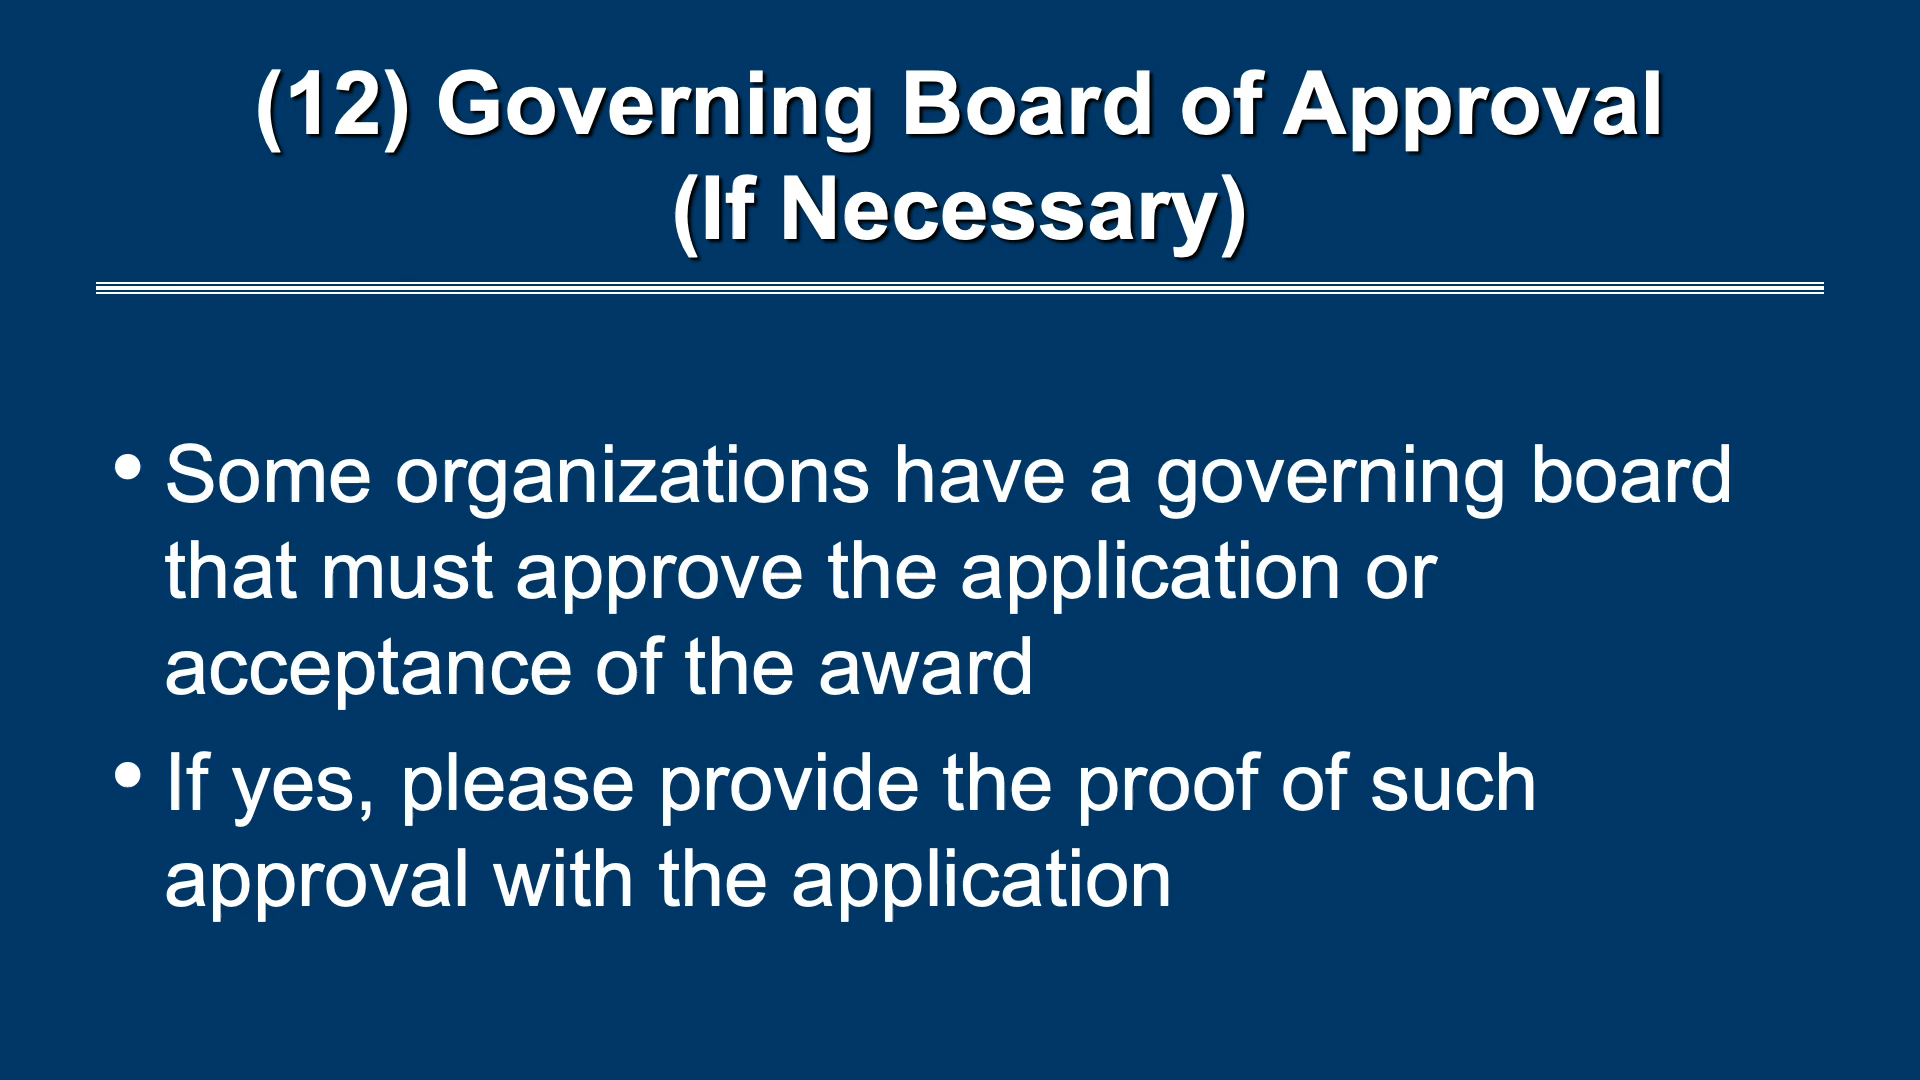 (12) Governing Board of Approval
(If Necessary)
• Some organizations have a governing board
that must approve the application or
acceptance of the award
• If yes, please provide the proof of such
approval with the application